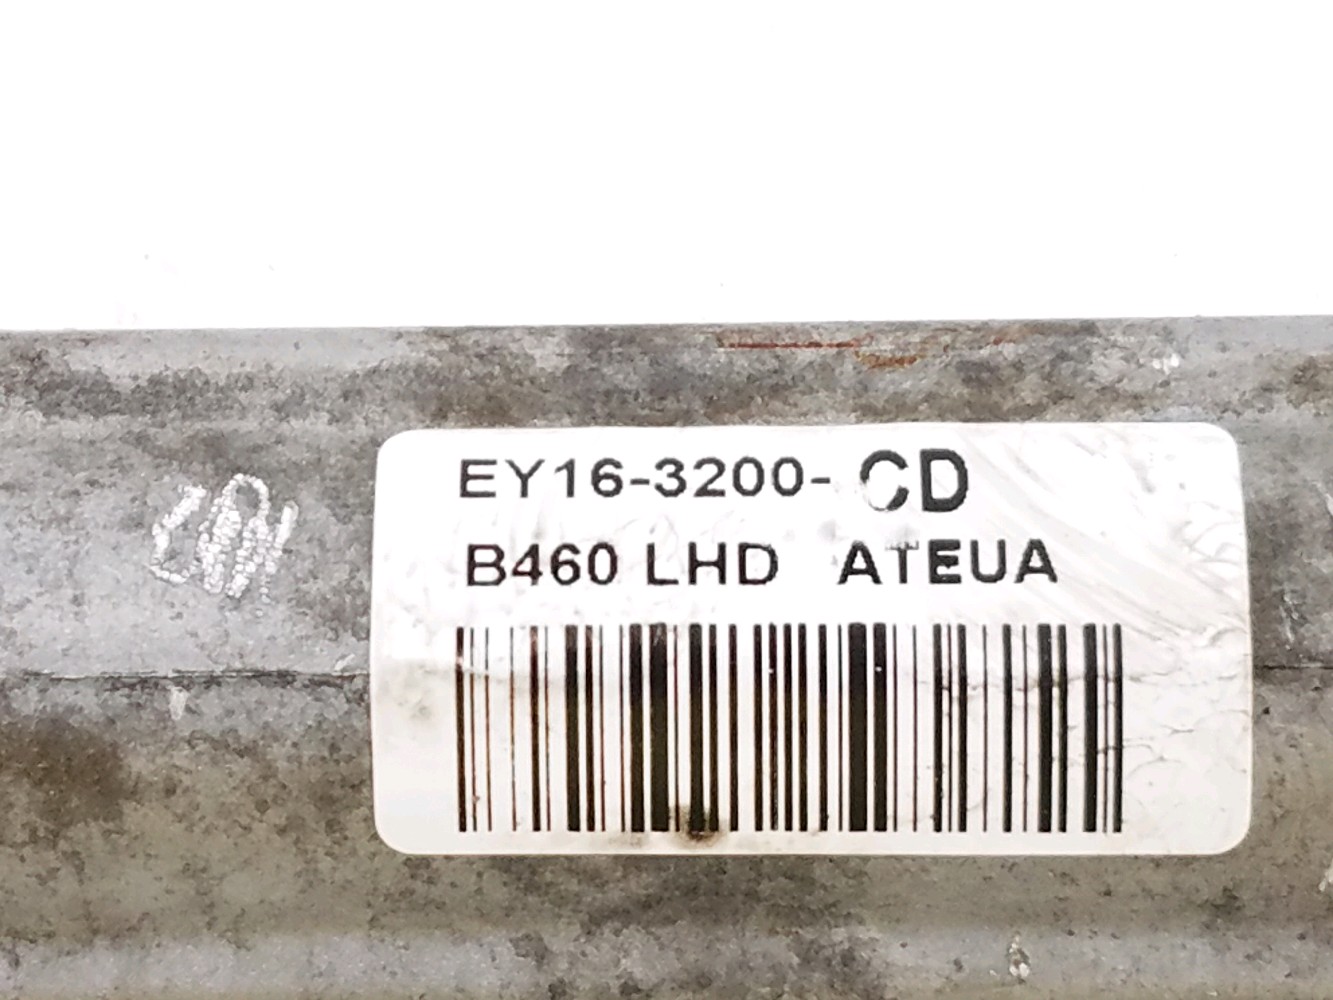 EY16-3200- CD
B460 LHD ATEUA